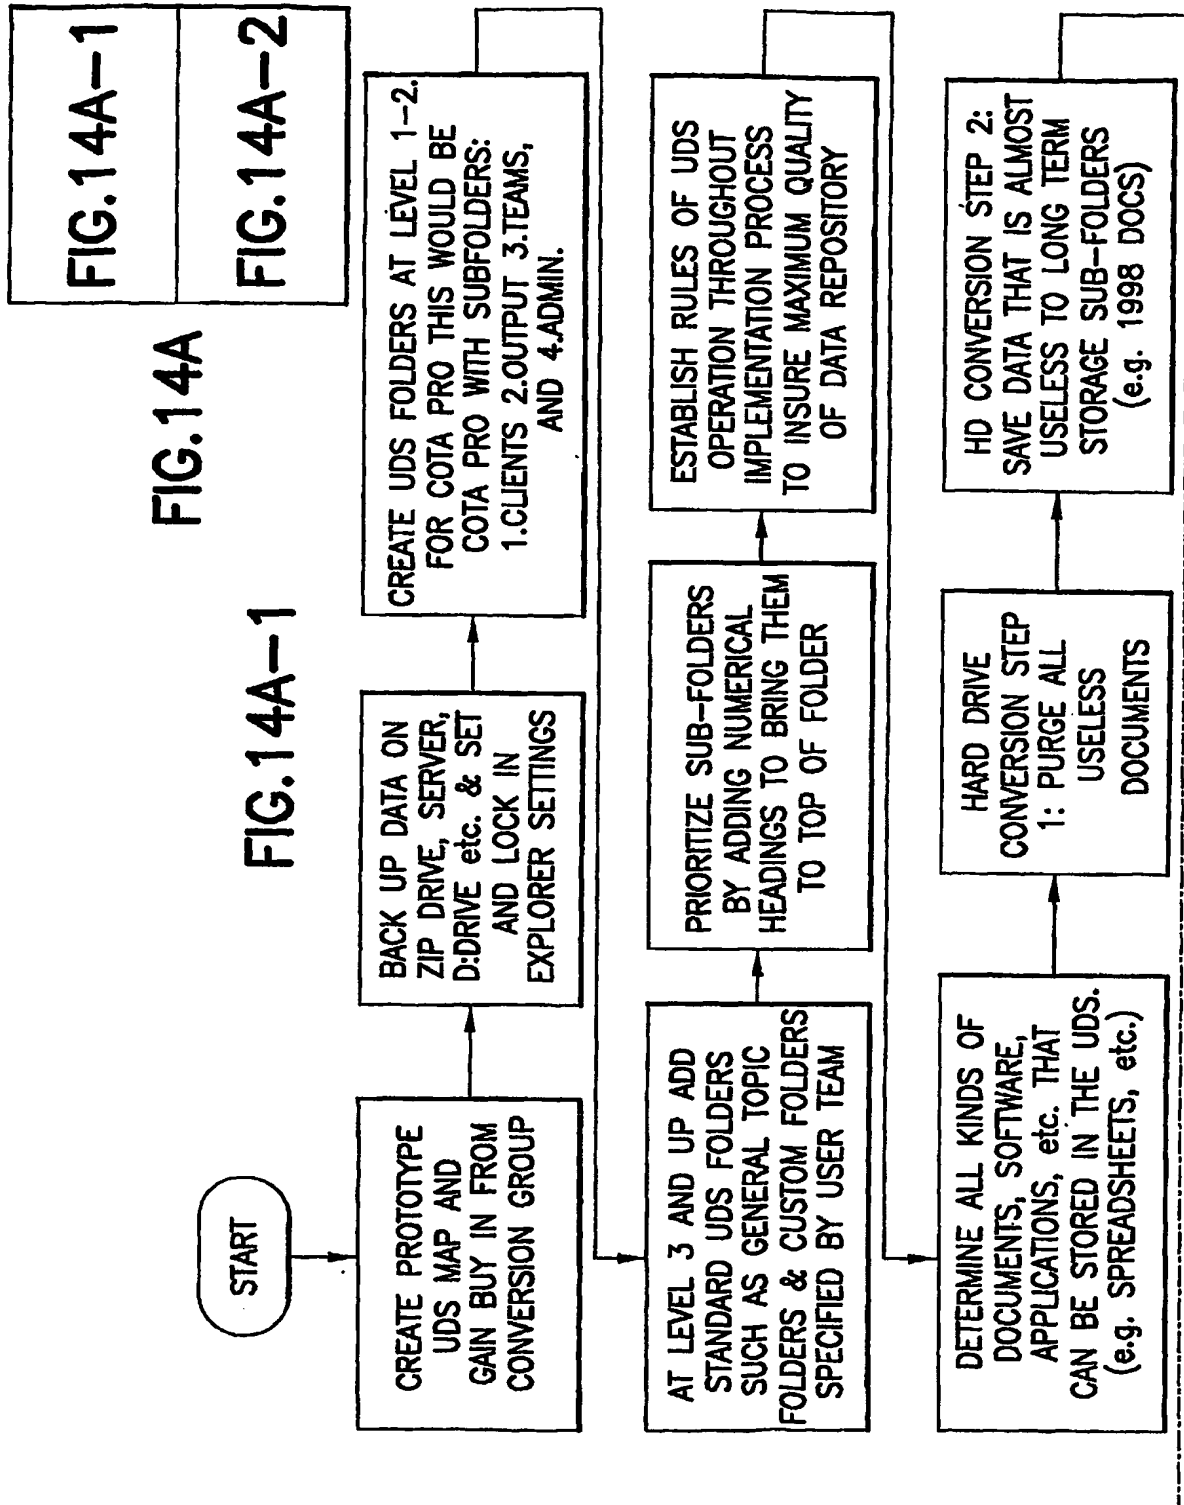 FIG.14A-1
FIG.14A-2
FIG.14A
FIG.14A-1
START
CREATE PROTOTYPE
UDS MAP AND
GAIN BUY IN FROM
CONVERSION GROUP
BACK UP DATA ON
ZIP DRIVE, SERVER,
D:DRIVE etc. & SET
AND LOCK IN
EXPLORER SETTINGS
CREATE UDS FOLDERS AT LEVEL 1-2.
FOR COTA PRO THIS WOULD BE
COTA PRO WITH SUBFOLDERS:
1.CLIENTS 2.OUTPUT 3.TEAMS,
AND 4.ADMIN.
AT LEVEL 3 AND UP ADD
STANDARD UDS FOLDERS
SUCH AS GENERAL TOPIC
FOLDERS & CUSTOM FOLDERS
SPECIFIED BY USER TEAM
PRIORITIZE SUB-FOLDERS
BY ADDING NUMERICAL
HEADINGS TO BRING THEM
TO TOP OF FOLDER
ESTABLISH RULES OF UDS
OPERATION THROUGHOUT
IMPLEMENTATION PROCESS
TO INSURE MAXIMUM QUALITY
OF DATA REPOSITORY
DETERMINE ALL KINDS OF
DOCUMENTS, SOFTWARE,
APPLICATIONS, etc. THAT
CAN BE STORED IN THE UDS.
(e.g. SPREADSHEETS, etc.)
HARD DRIVE
CONVERSION STEP
1: PURGE ALL
USELESS
DOCUMENTS
HD CONVERSION STEP 2:
SAVE DATA THAT IS ALMOST
USELESS TO LONG TERM
STORAGE SUB-FOLDERS
(e.g. 1998 DOCS)